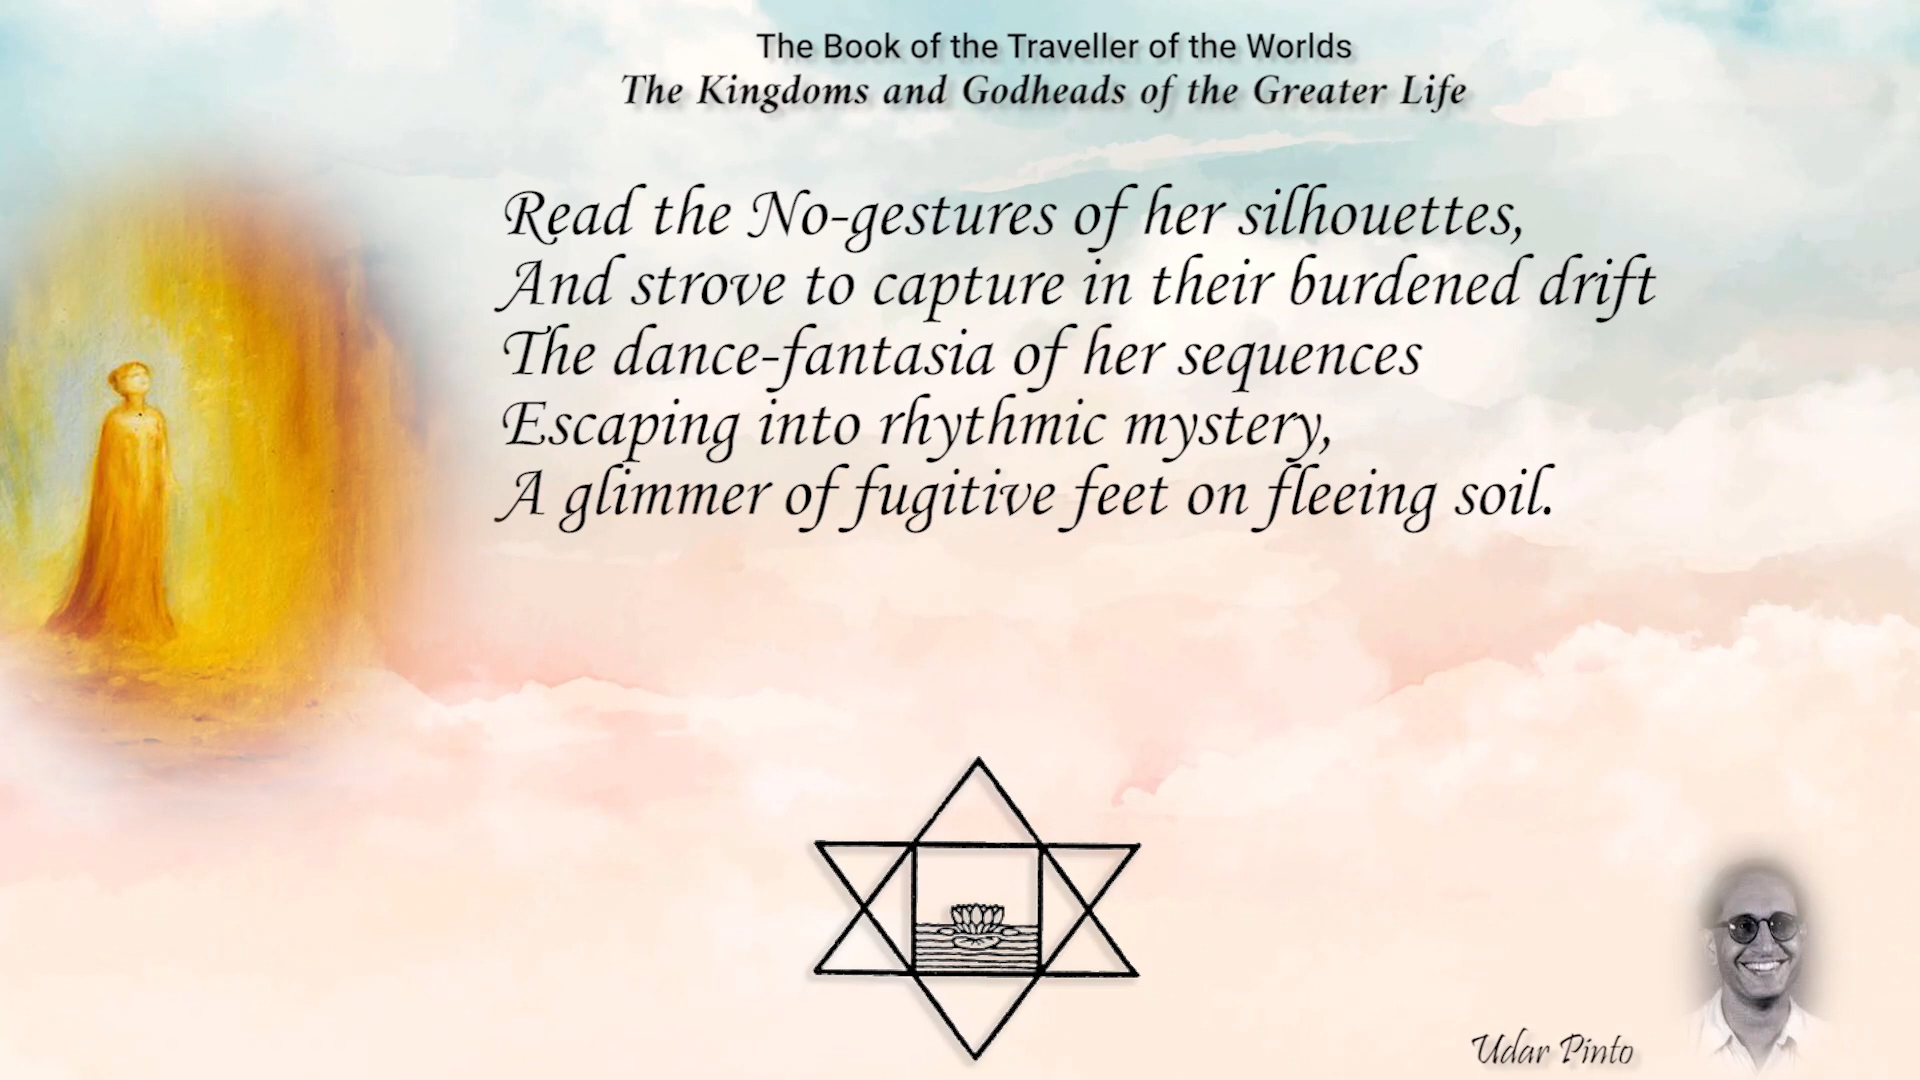 The Book of the Traveller of the Worlds
The Kingdoms and Godheads of the Greater Life
Read the No-gestures of her silhouettes,
And strove to capture in their burdened drift
The dance-fantasia of her sequences
Escaping into rhythmic mystery,
A glimmer of fugitive feet on fleeing soil.
Udar Pinto